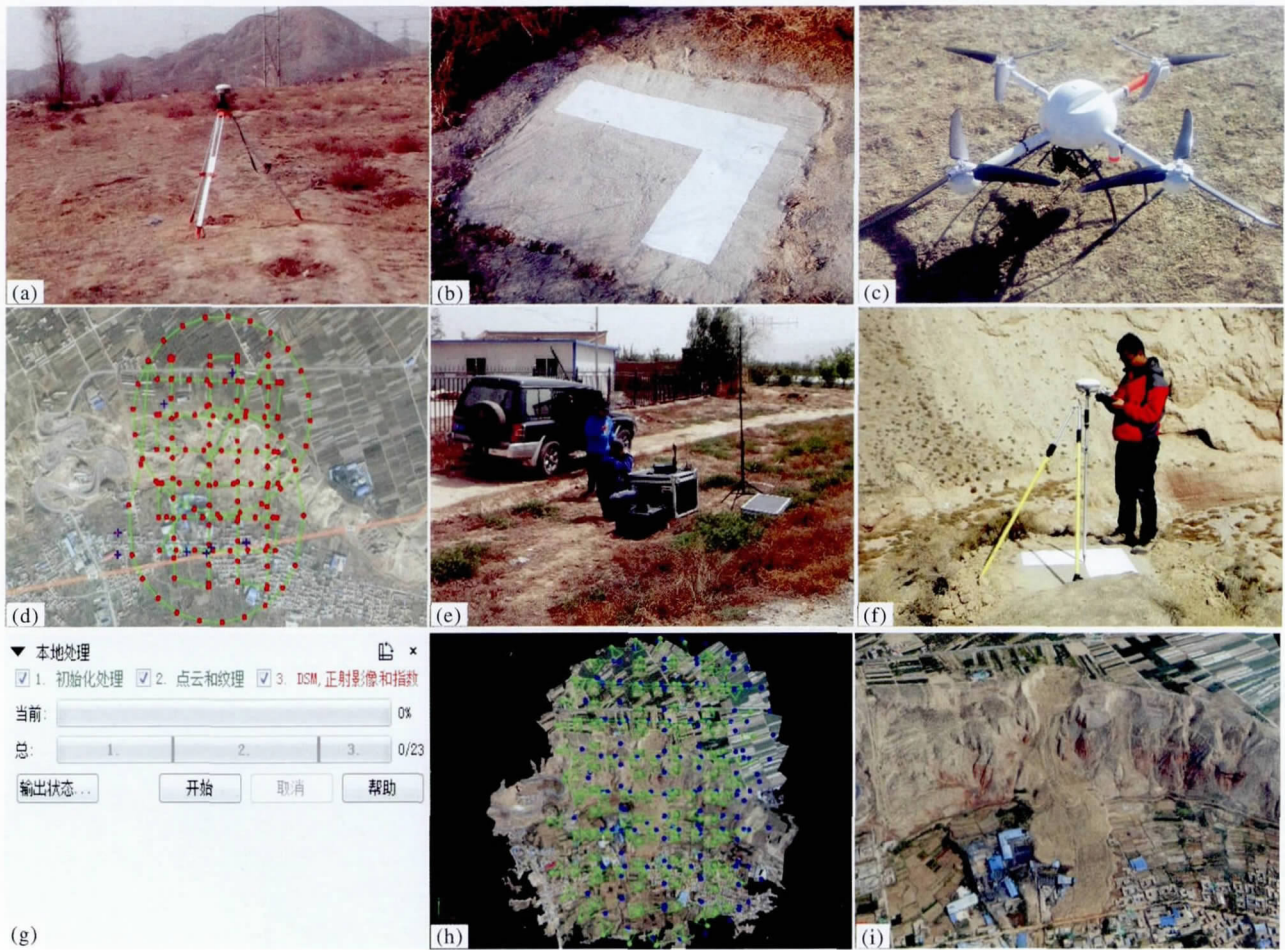 (a)
(b)
(c)
(d)
(e)
(f)
本地处理
1. 初始化处理 2. 点云和纹理 3. DSM,正射影像和指数
当前: 0%
总: 1. 2. 3. 0/23
输出状态... 开始 取消 帮助
(g)
(h)
(i)